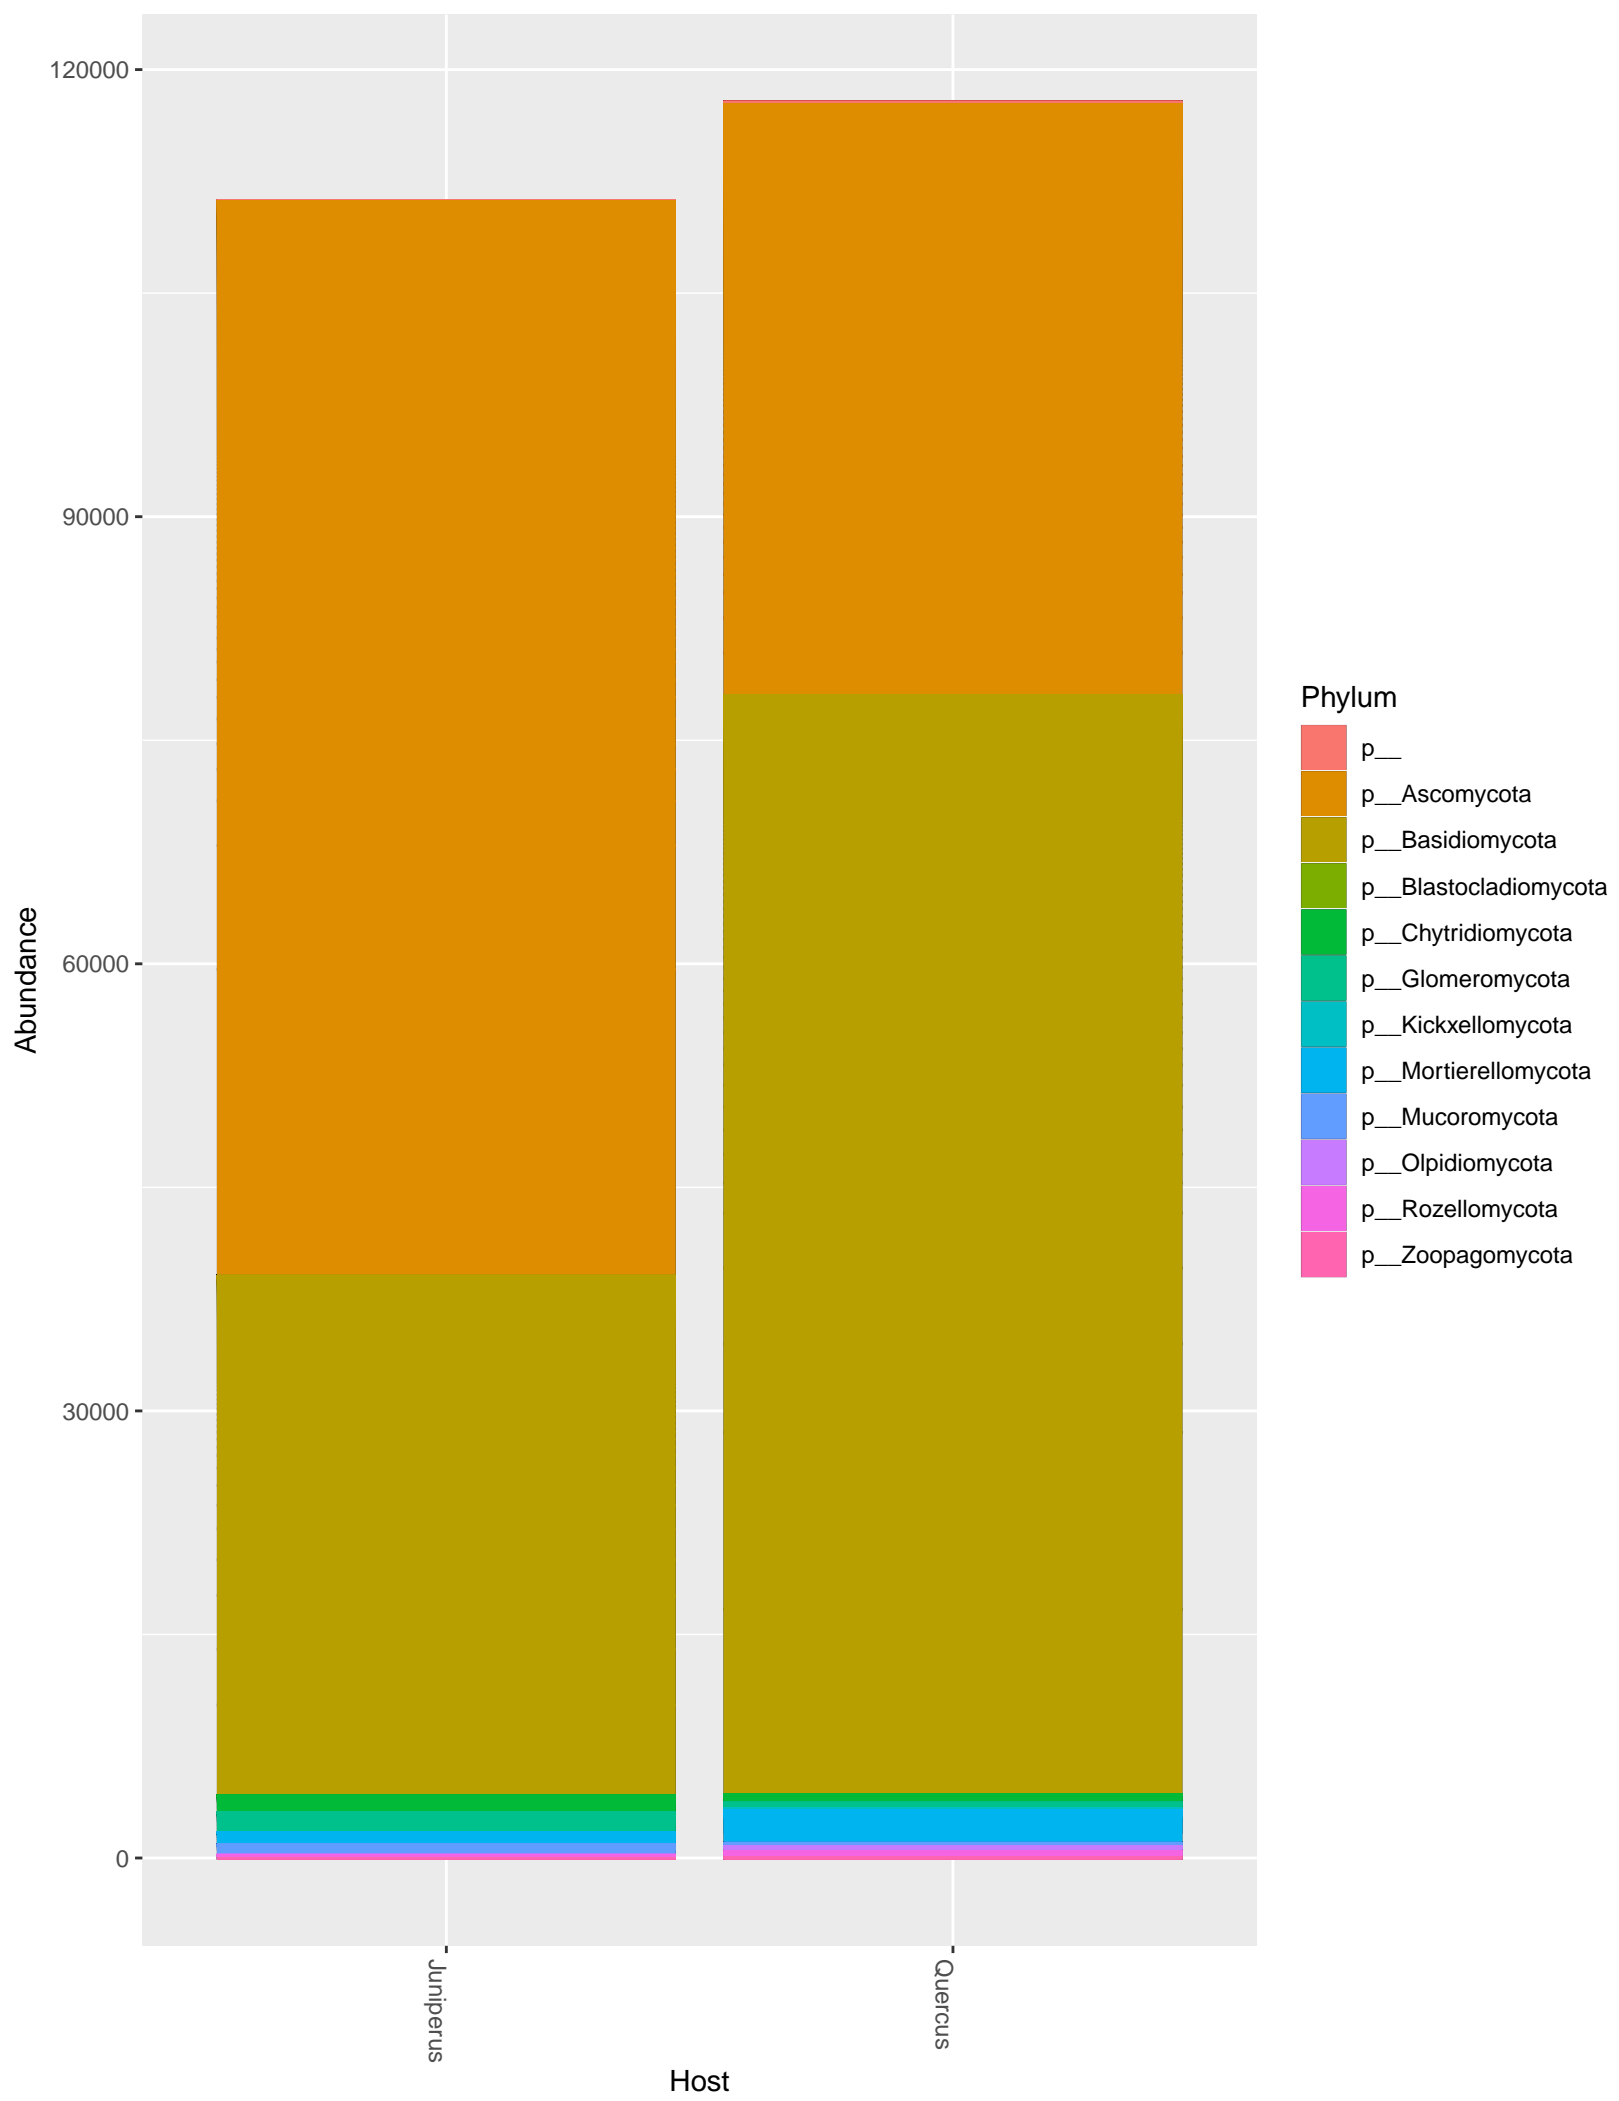 120000
90000
60000
30000
0
Abundance
Juniperus
Quercus
Host
Phylum
p__
p__Ascomycota
p__Basidiomycota
p__Blastocladiomycota
p__Chytridiomycota
p__Glomeromycota
p__Kickxellomycota
p__Mortierellomycota
p__Mucoromycota
p__Olpidiomycota
p__Rozellomycota
p__Zoopagomycota